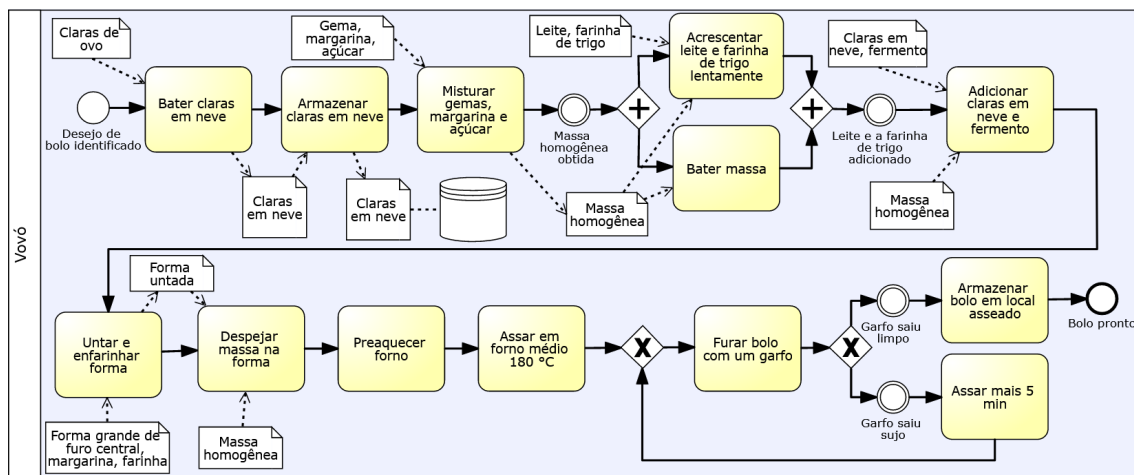 Vovó
Claras de
ovo
Desejo de
bolo identificado
Bater claras
em neve
Claras
em neve
Armazenar
claras em neve
Claras
em neve
Gema,
margarina,
açúcar
Misturar
gemas,
margarina e
açúcar
Massa
homogênea
obtida
Leite, farinha
de trigo
Acrescentar
leite e farinha
de trigo
lentamente
Bater massa
Massa
homogênea
Leite e a farinha
de trigo
adicionado
Claras em
neve, fermento
Adicionar
claras em
neve e
fermento
Massa
homogênea
Forma
untada
Untar e
enfarinhar
forma
Forma grande de
furo central,
margarina, farinha
Despejar
massa na
forma
Massa
homogênea
Preaquecer
forno
Assar em
forno médio
180 °C
Furar bolo
com um garfo
Garfo saiu
limpo
Armazenar
bolo em local
asseado
Bolo pronto
Garfo saiu
sujo
Assar mais 5
min